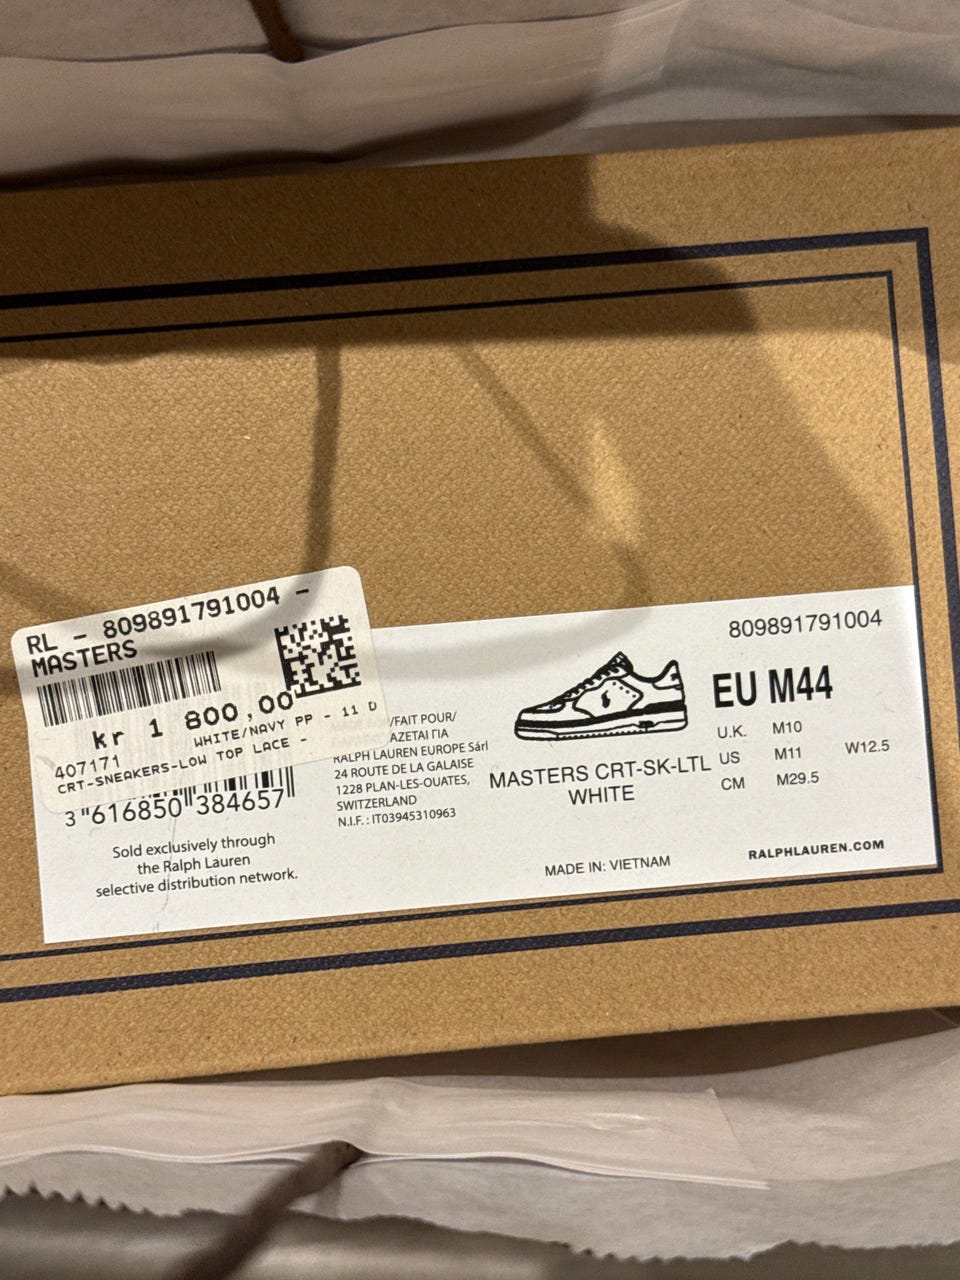 RL - 809891791004 -
MASTERS
kr 1 800,00
WHITE/NAVY PP - 11 D
407171
CRT-SNEAKERS-LOW TOP LACE -
3 616850 384657
Sold exclusively through
the Ralph Lauren
selective distribution network.
/FAIT POUR/
ΑΖΕΤΑΙ ΓΙΑ
RALPH LAUREN EUROPE Sárl
24 ROUTE DE LA GALAISE
1228 PLAN-LES-OUATES,
SWITZERLAND
N.I.F.: IT03945310963
MASTERS CRT-SK-LTL
WHITE
MADE IN: VIETNAM
809891791004
EU M44
U.K. M10
US M11 W12.5
CM M29.5
RALPHLAUREN.COM